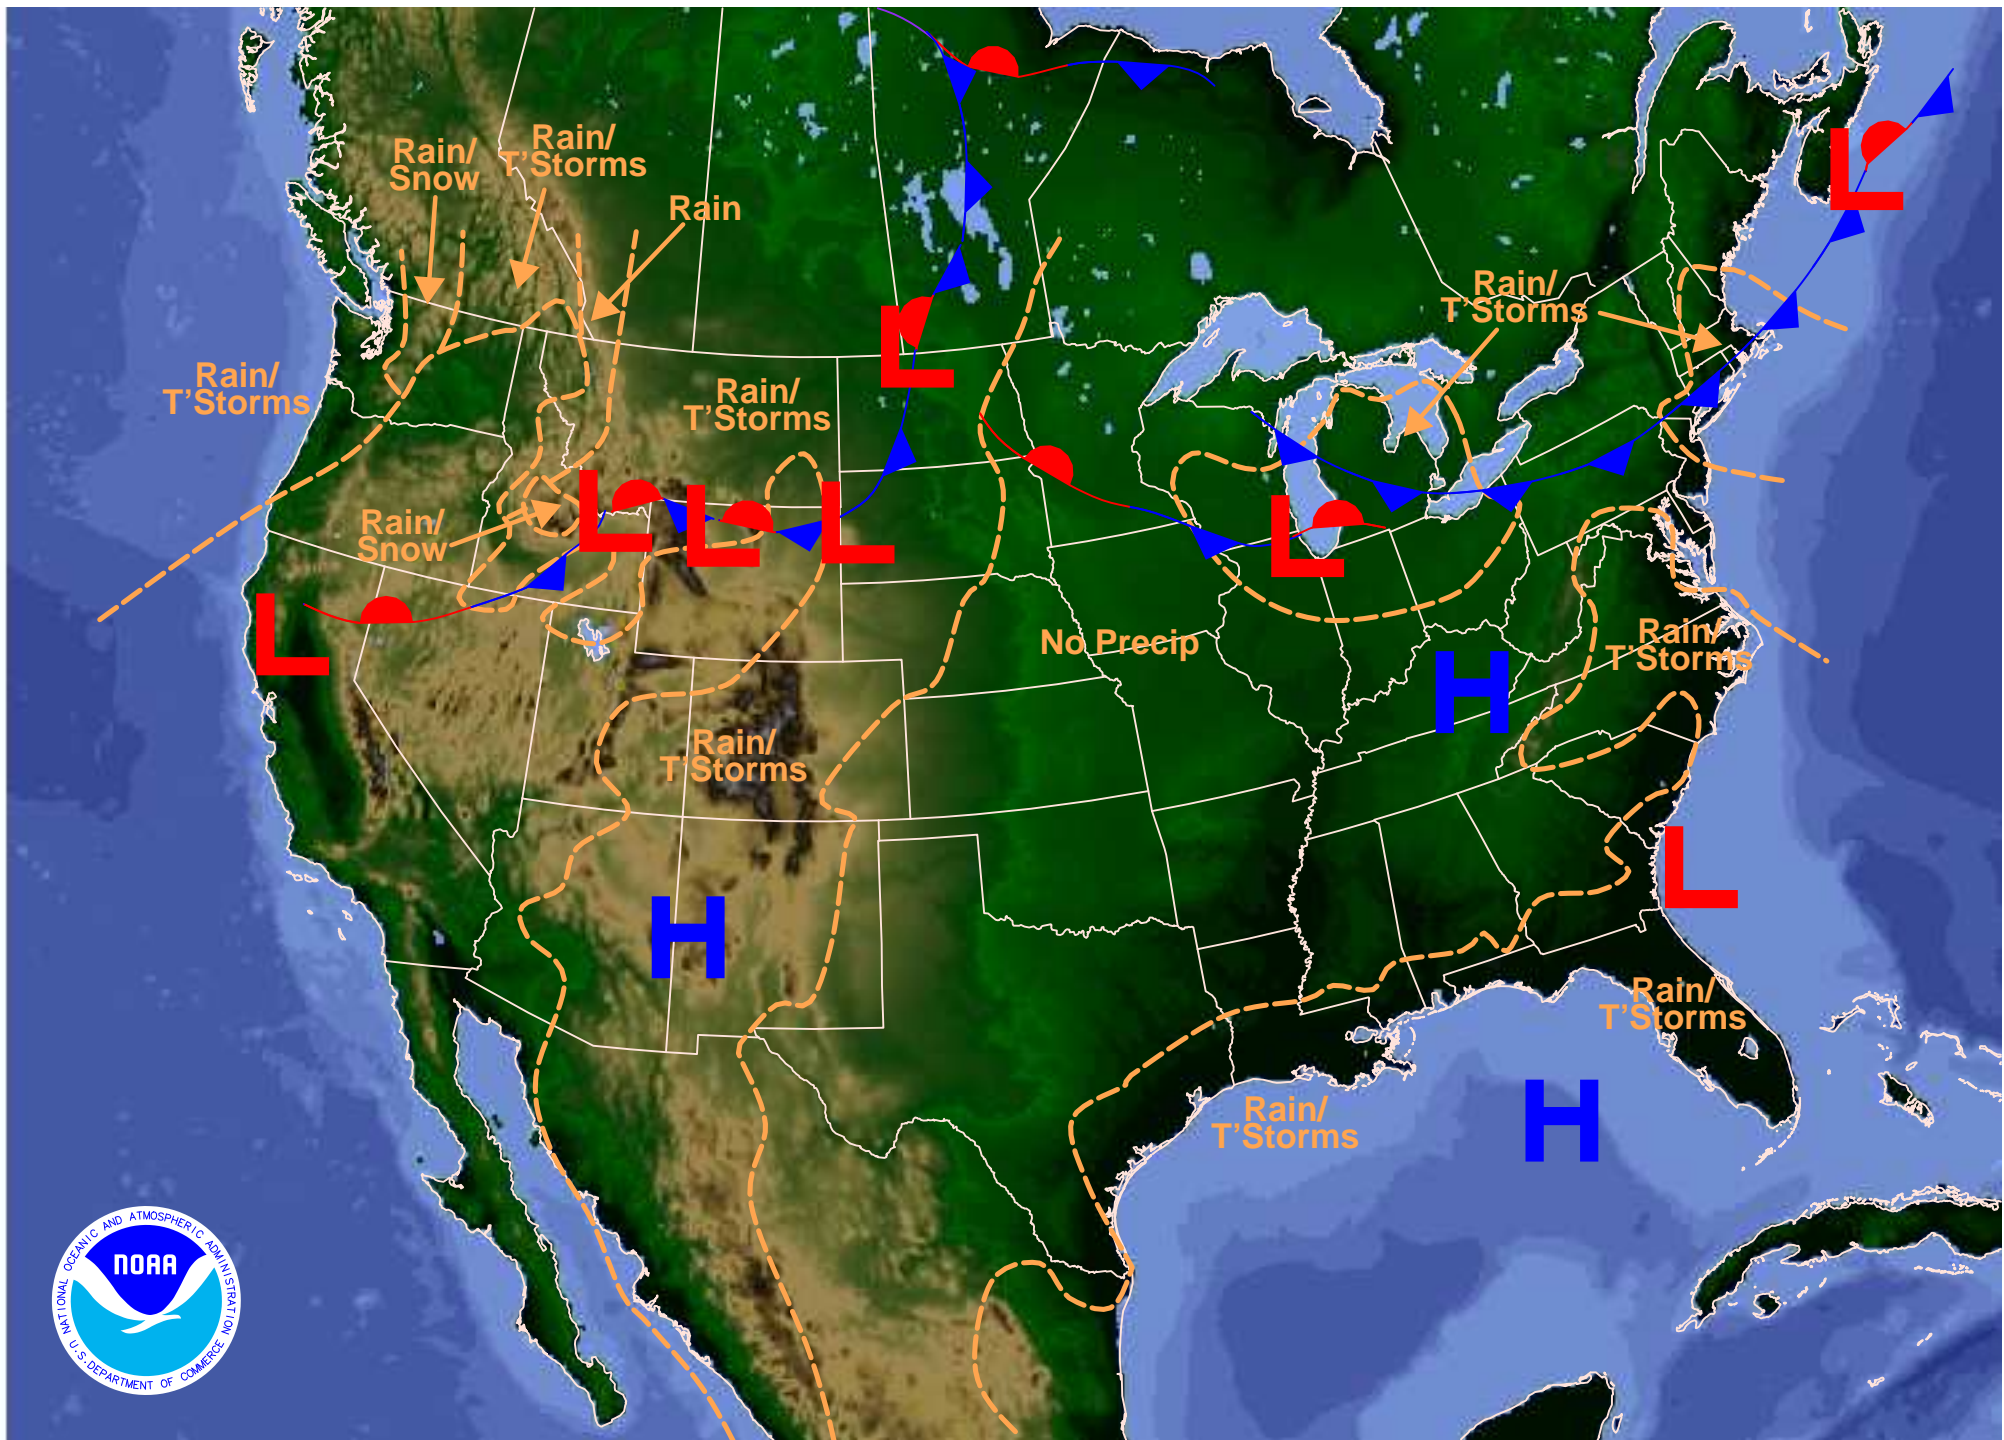 Rain/
Snow
Rain/
T'Storms
Rain
Rain/
T'Storms
Rain/
T'Storms
Rain/
T'Storms
L
L
Rain/
Snow
L
L
L
L
L
No Precip
Rain/
T'Storms
H
Rain/
T'Storms
L
H
Rain/
T'Storms
Rain/
T'Storms
H
NATIONAL OCEANIC AND ATMOSPHERIC ADMINISTRATION
NOAA
U.S. DEPARTMENT OF COMMERCE